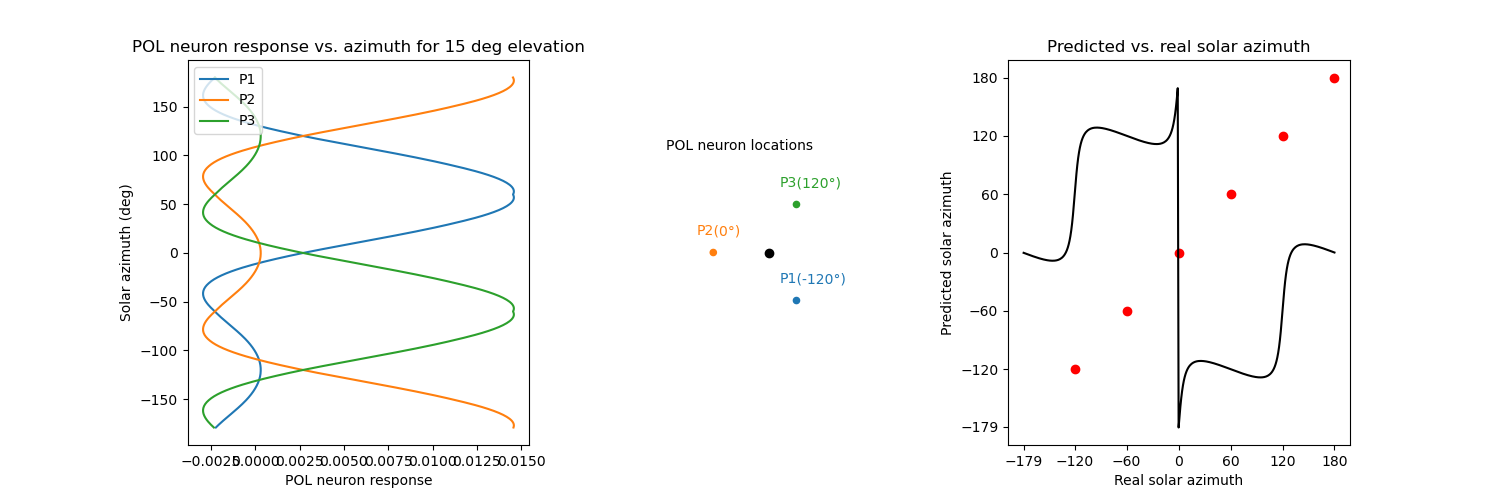 POL neuron response vs. azimuth for 15 deg elevation
P1
P2
P3
150
100
50
0
−50
−100
−150
Solar azimuth (deg)
−0.0025 0.0000 0.0025 0.0050 0.0075 0.0100 0.0125 0.0150
POL neuron response
POL neuron locations
P3(120°)
P2(0°)
P1(-120°)
Predicted vs. real solar azimuth
180
120
60
0
−60
−120
−179
Predicted solar azimuth
−179 −120 −60 0 60 120 180
Real solar azimuth